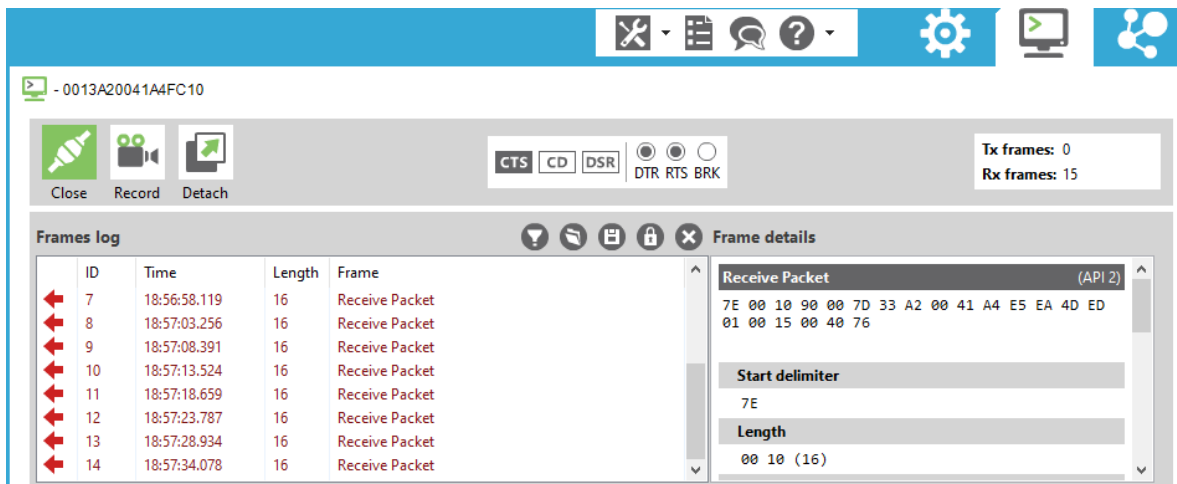 - 0013A20041A4FC10
CTS CD DSR DTR RTS BRK
Tx frames: 0
Rx frames: 15
Close Record Detach
Frames log
ID Time Length Frame
7 18:56:58.119 16 Receive Packet
8 18:57:03.256 16 Receive Packet
9 18:57:08.391 16 Receive Packet
10 18:57:13.524 16 Receive Packet
11 18:57:18.659 16 Receive Packet
12 18:57:23.787 16 Receive Packet
13 18:57:28.934 16 Receive Packet
14 18:57:34.078 16 Receive Packet
Frame details
Receive Packet (API 2)
7E 00 10 90 00 7D 33 A2 00 41 A4 E5 EA 4D ED
01 00 15 00 40 76
Start delimiter
7E
Length
00 10 (16)